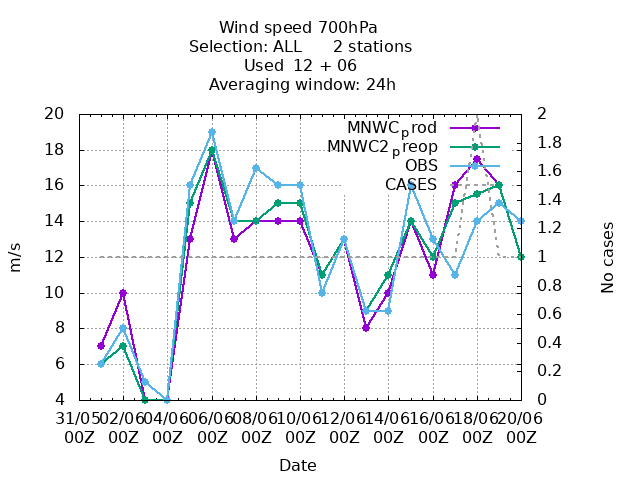 Wind speed 700hPa
Selection: ALL 2 stations
Used 12 + 06
Averaging window: 24h
MNWCprod
MNWC2preop
OBS
CASES
20
18
16
14
12
10
8
6
4
m/s
2
1.8
1.6
1.4
1.2
1
0.8
0.6
0.4
0.2
0
No cases
31/05 02/06 04/06 06/06 08/06 10/06 12/06 14/06 16/06 18/06 20/06
00Z 00Z 00Z 00Z 00Z 00Z 00Z 00Z 00Z 00Z 00Z
Date